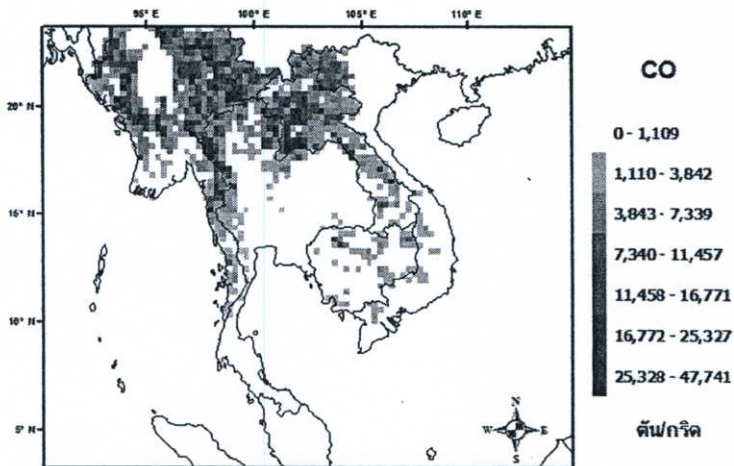 95° E 100° E 105° E 110° E
20° N
15° N
10° N
5° N
CO
0 - 1,109
1,110 - 3,842
3,843 - 7,339
7,340 - 11,457
11,458 - 16,771
16,772 - 25,327
25,328 - 47,741
ตัน/กริด
N
W E
S